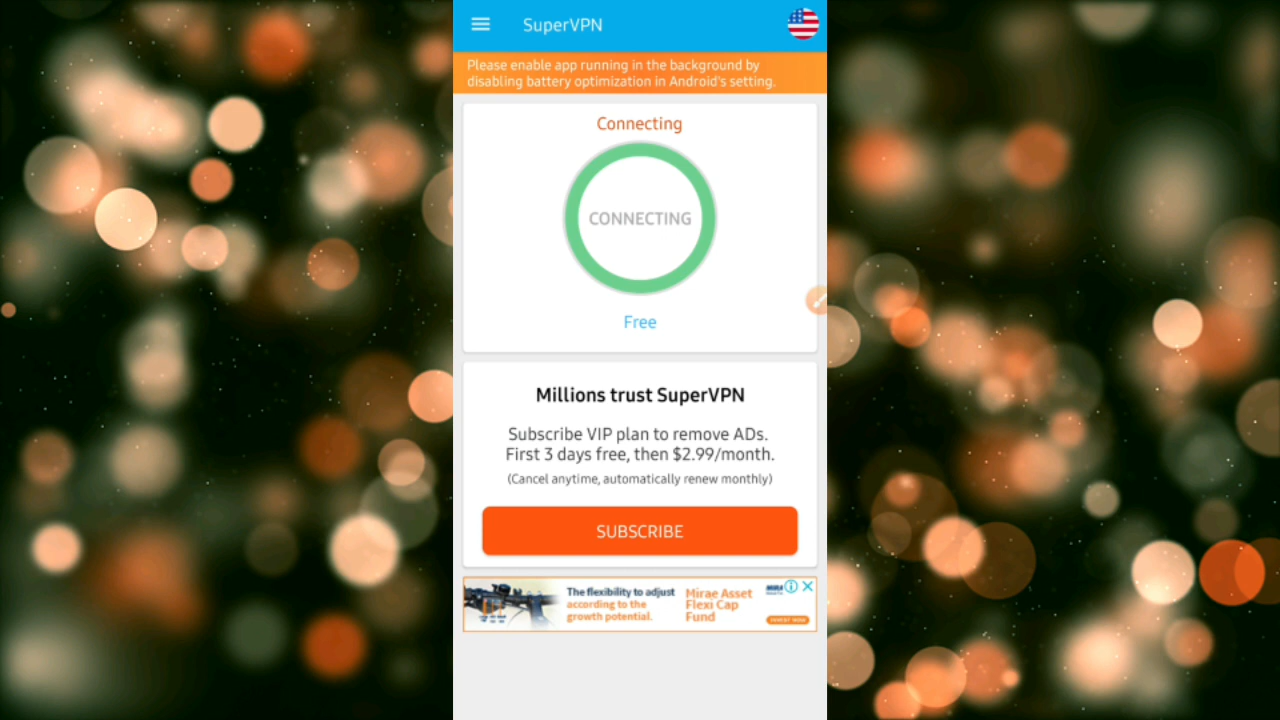 SuperVPN
Please enable app running in the background by
disabling battery optimization in Android's setting.
Connecting
CONNECTING
Free
Millions trust SuperVPN
Subscribe VIP plan to remove ADs.
First 3 days free, then $2.99/month.
(Cancel anytime, automatically renew monthly)
SUBSCRIBE
The flexibility to adjust
according to the
growth potential.
Mirae Asset
Flexi Cap
Fund
INVEST NOW